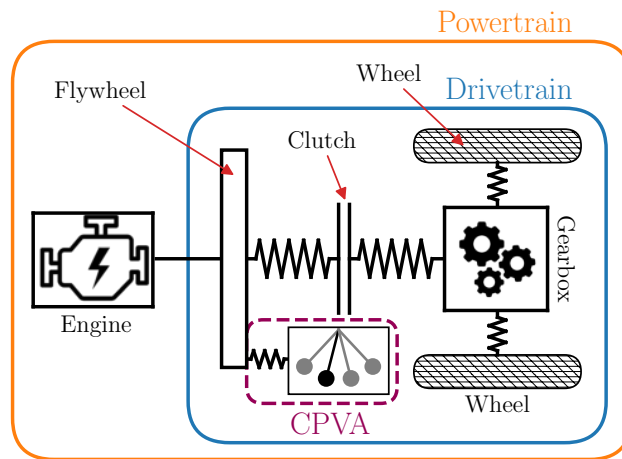 Powertrain
Drivetrain
Wheel
Flywheel
Clutch
Gearbox
Engine
CPVA
Wheel